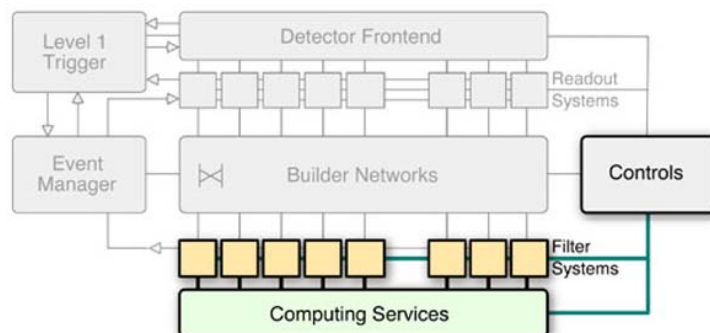 Level 1
Trigger
Detector Frontend
Readout
Systems
Event
Manager
Builder Networks
Controls
Filter
Systems
Computing Services